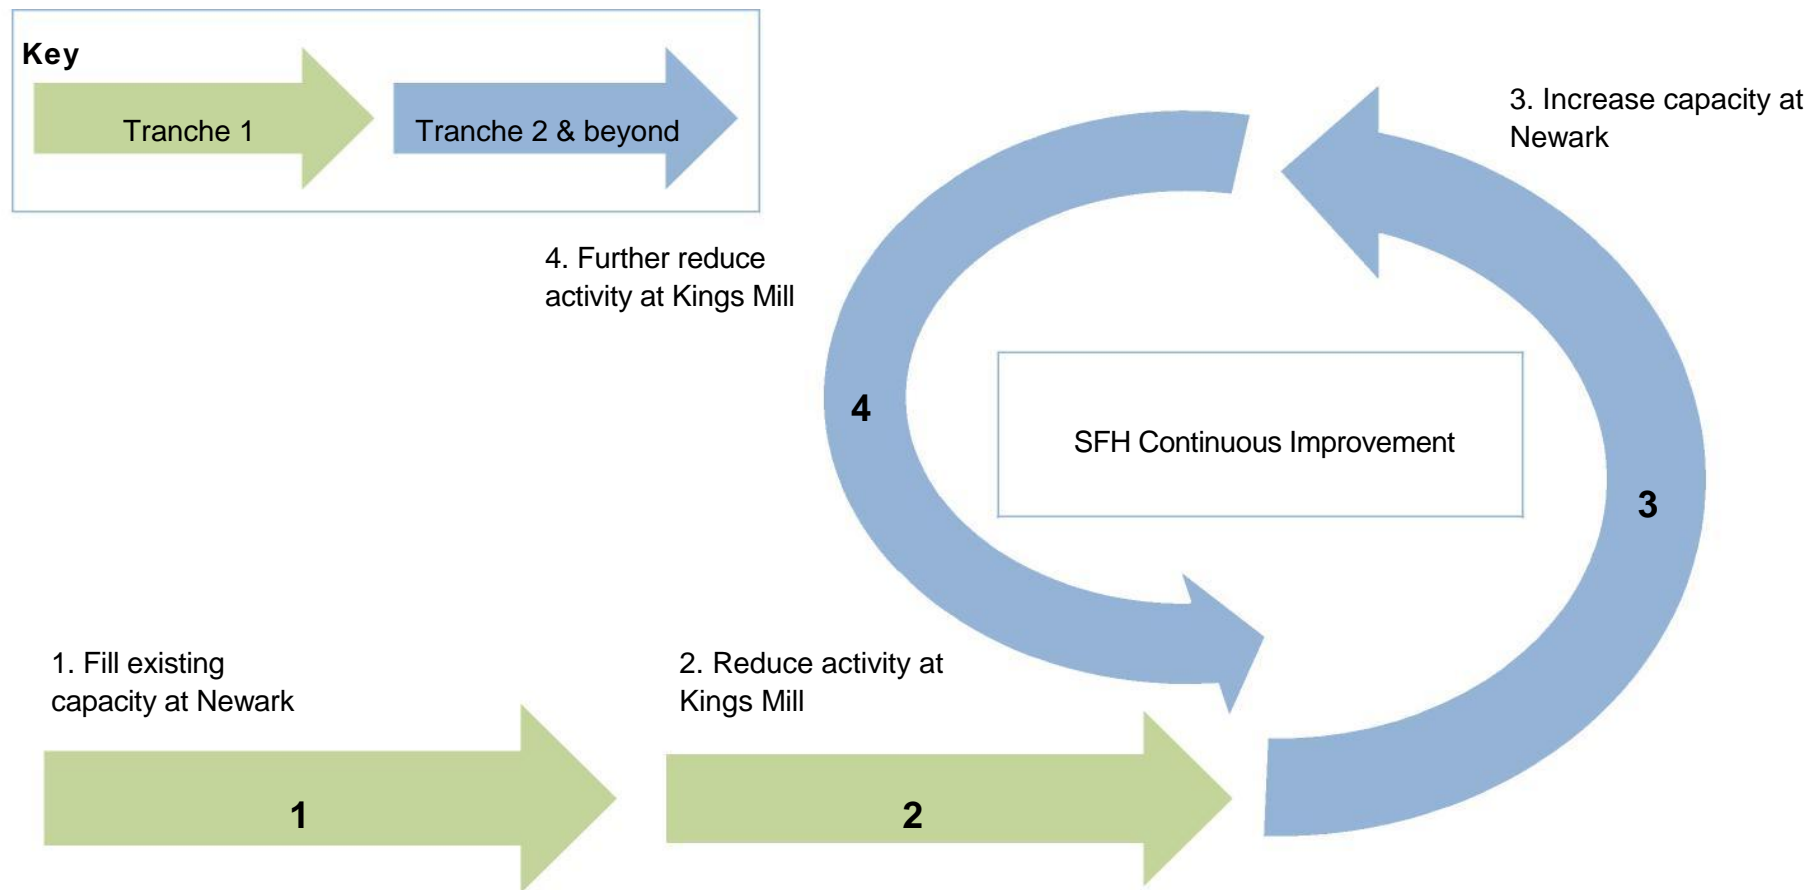 Key
Tranche 1
Tranche 2 & beyond
3. Increase capacity at
Newark
4. Further reduce
activity at Kings Mill
4
SFH Continuous Improvement
3
1. Fill existing
capacity at Newark
2. Reduce activity at
Kings Mill
1
2